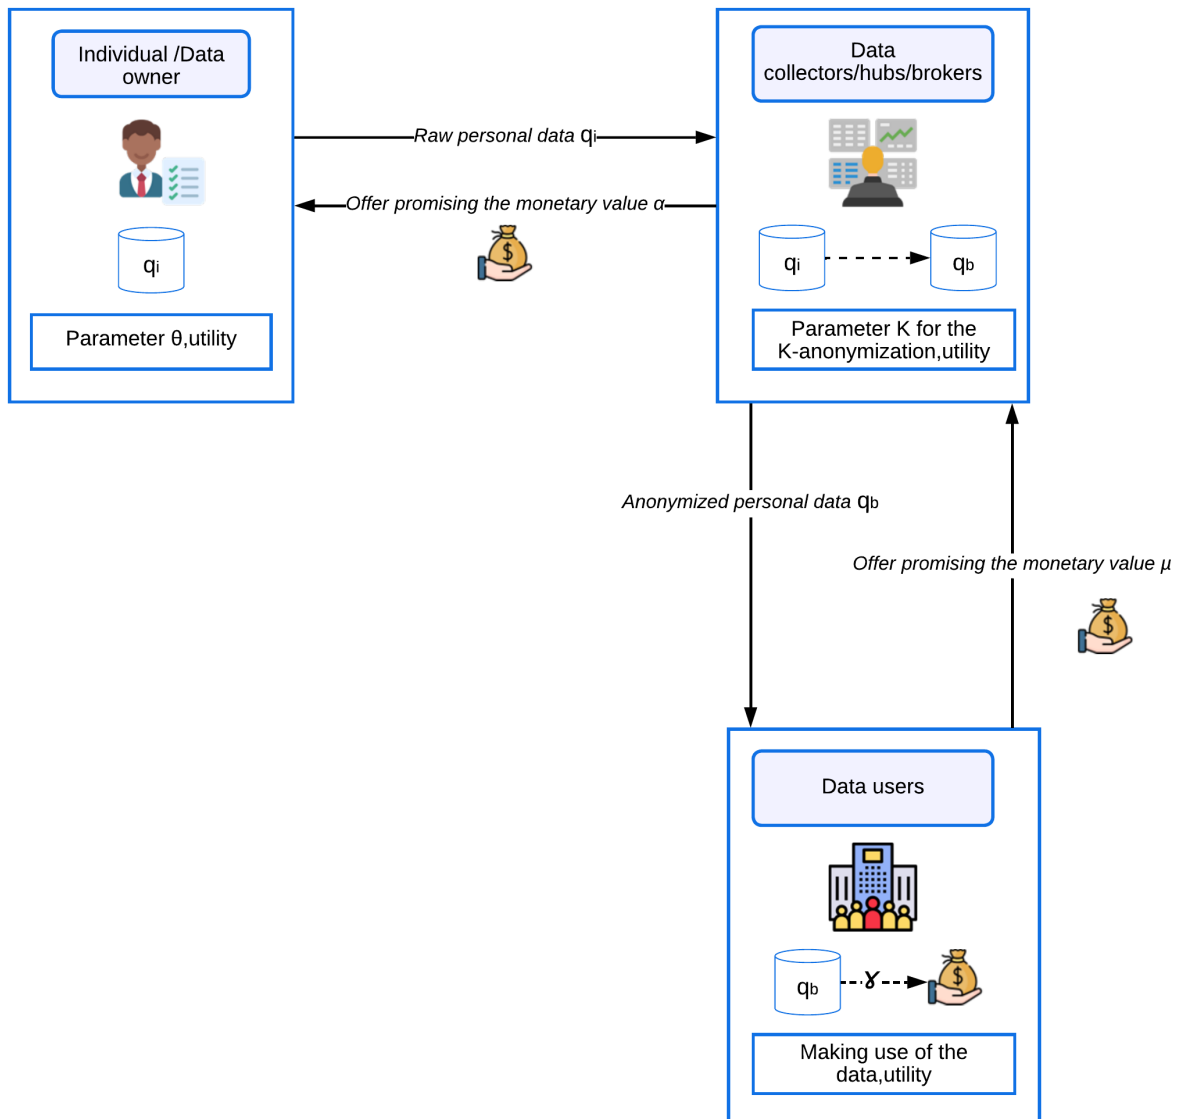 Individual /Data
owner
qi
Parameter θ,utility
Raw personal data qi
Offer promising the monetary value α
$
Data
collectors/hubs/brokers
qi
qb
Parameter K for the
K-anonymization,utility
Anonymized personal data qb
Offer promising the monetary value µ
$
Data users
qb
ɤ
$
Making use of the
data,utility